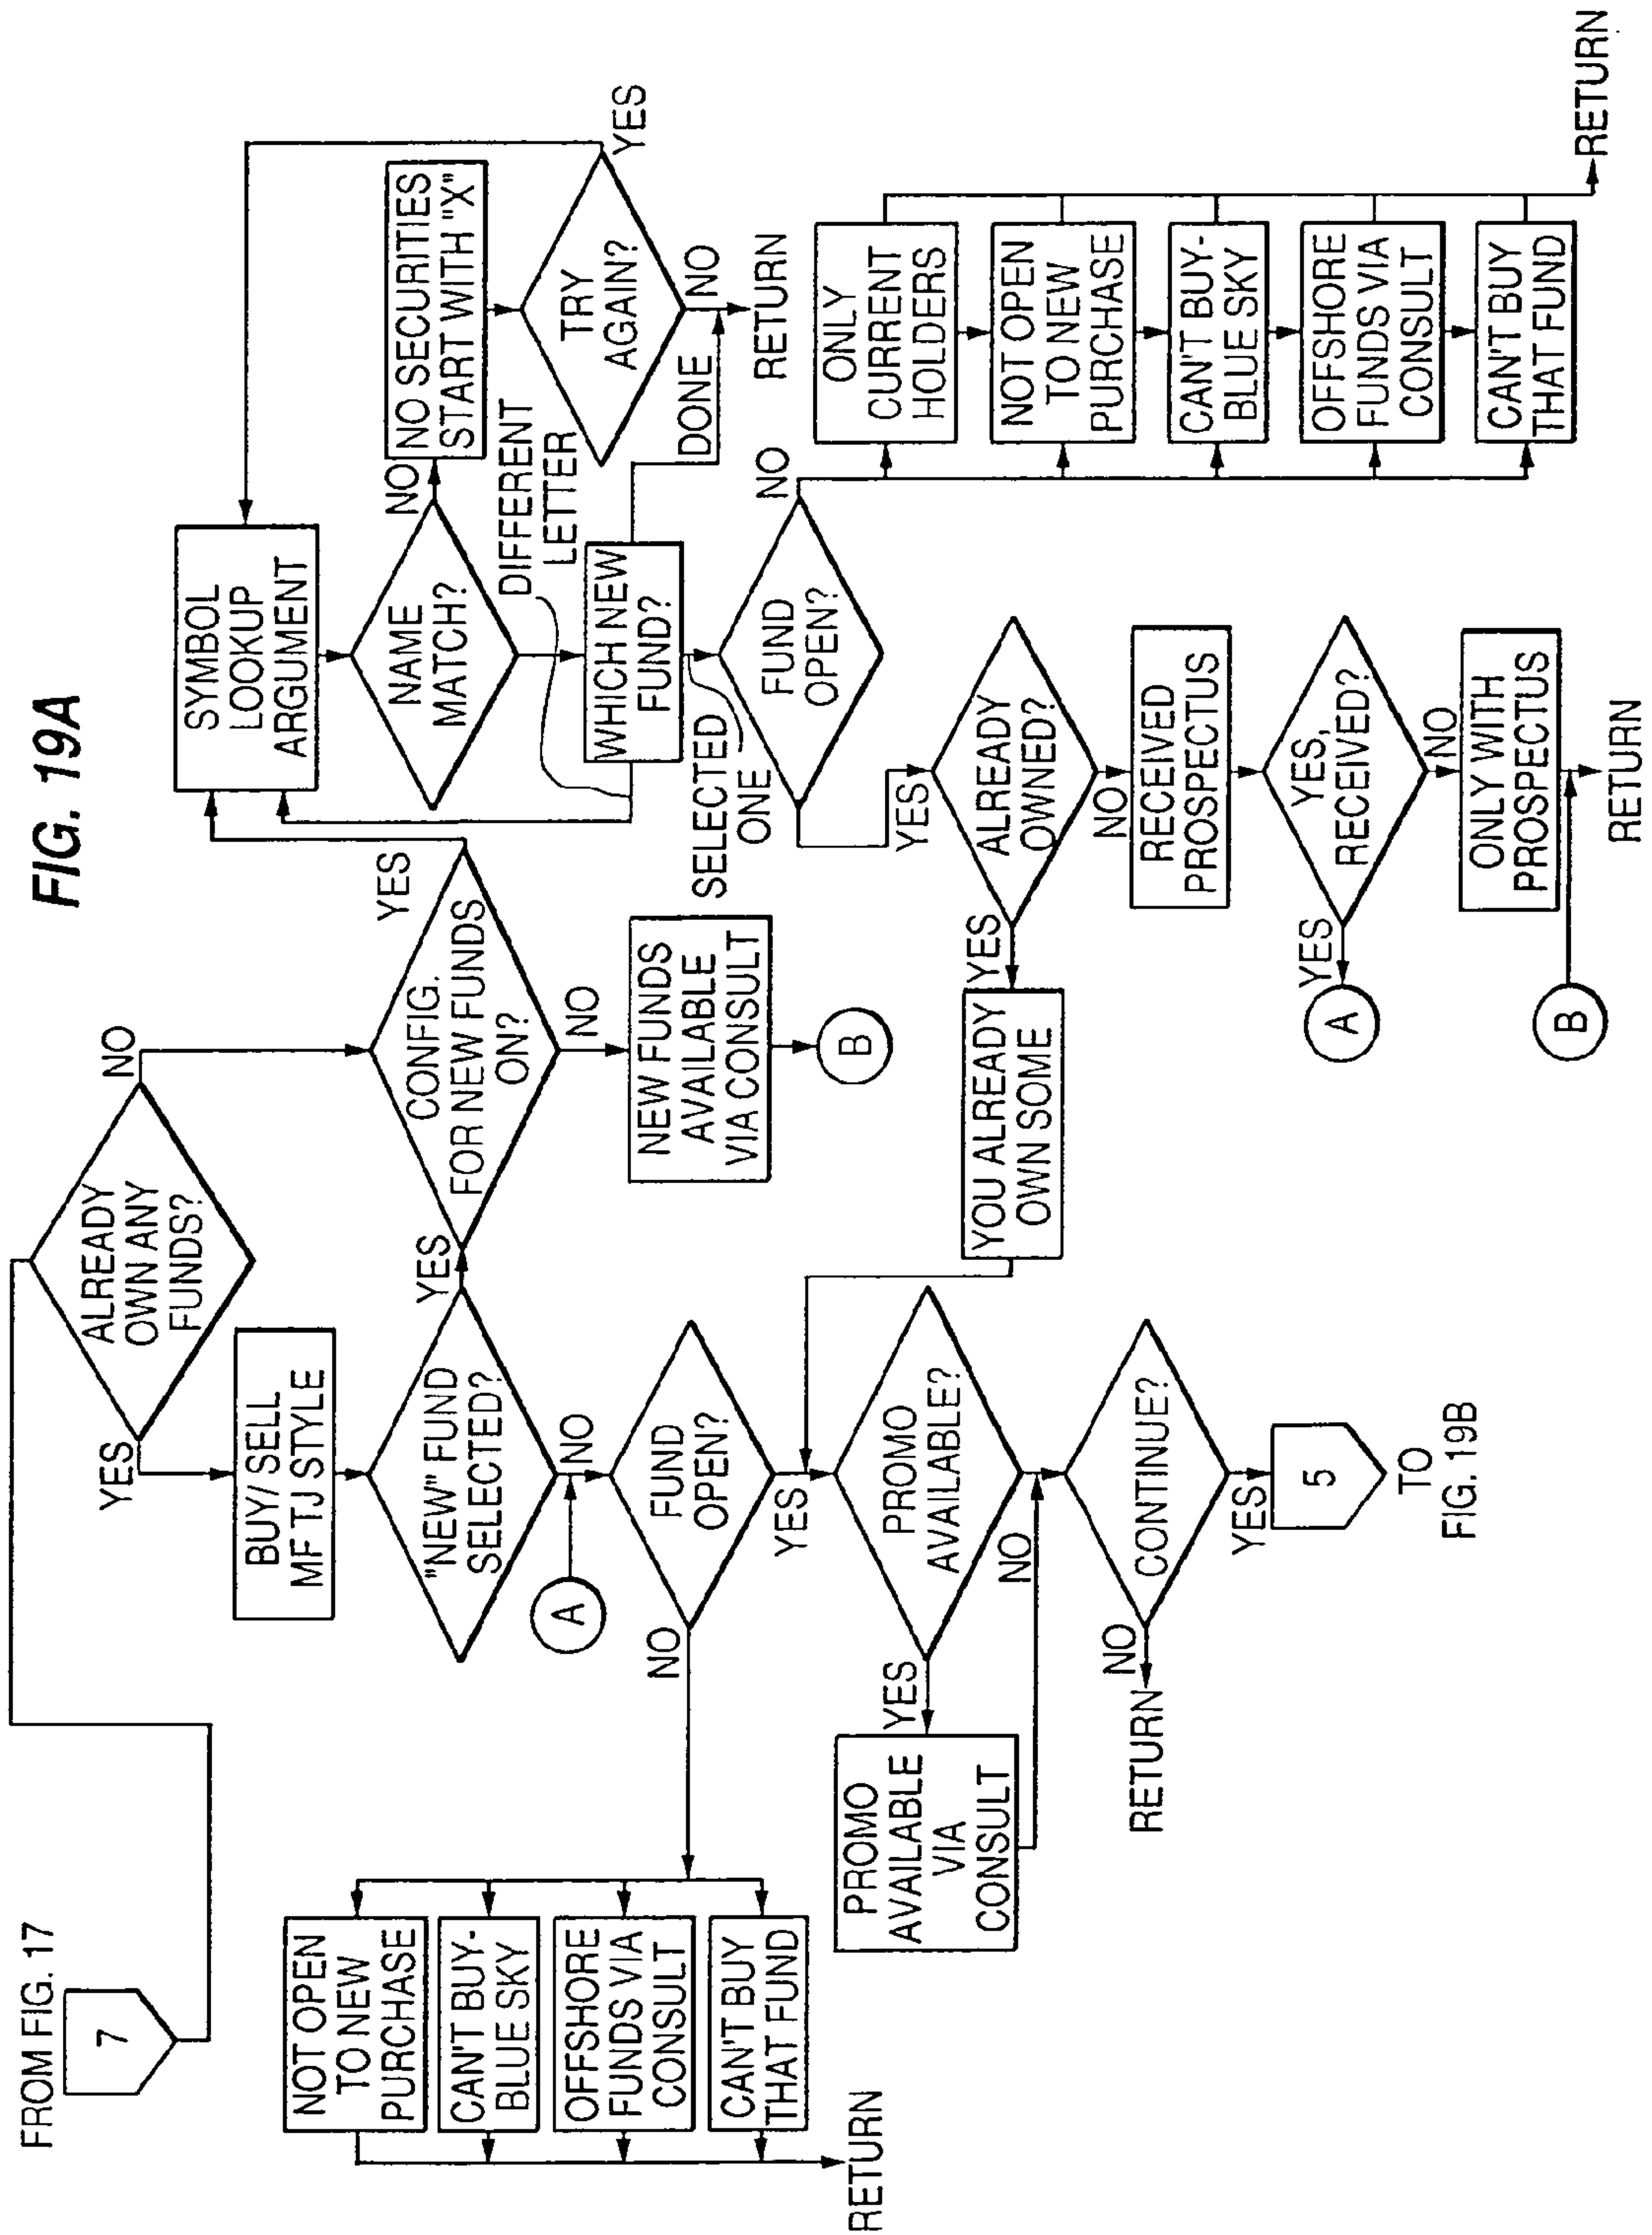 FIG. 19A
FROM FIG. 17
7
ALREADY
OWN ANY
FUNDS?
YES
NO
BUY/ SELL
MF TJ STYLE
"NEW" FUND
SELECTED?
YES
NO
A
CONFIG.
FOR NEW FUNDS
ON?
YES
NO
NEW FUNDS
AVAILABLE
VIA CONSULT
B
SYMBOL
LOOKUP
ARGUMENT
NAME
MATCH?
NO
NO SECURITIES
START WITH "X"
TRY
AGAIN?
YES
NO
RETURN
DIFFERENT
LETTER
WHICH NEW
FUND?
DONE
SELECTED
ONE
FUND
OPEN?
NO
YES
ONLY
CURRENT
HOLDERS
NOT OPEN
TO NEW
PURCHASE
CAN'T BUY-
BLUE SKY
OFFSHORE
FUNDS VIA
CONSULT
CAN'T BUY
THAT FUND
RETURN
ALREADY
OWNED?
YES
NO
YOU ALREADY
OWN SOME
RECEIVED
PROSPECTUS
YES,
RECEIVED?
YES
A
NO
ONLY WITH
PROSPECTUS
B
RETURN
FUND
OPEN?
NO
YES
NOT OPEN
TO NEW
PURCHASE
CAN'T BUY-
BLUE SKY
OFFSHORE
FUNDS VIA
CONSULT
CAN'T BUY
THAT FUND
RETURN
PROMO
AVAILABLE?
YES
NO
PROMO
AVAILABLE
VIA
CONSULT
CONTINUE?
NO
RETURN
YES
5
TO
FIG. 19B